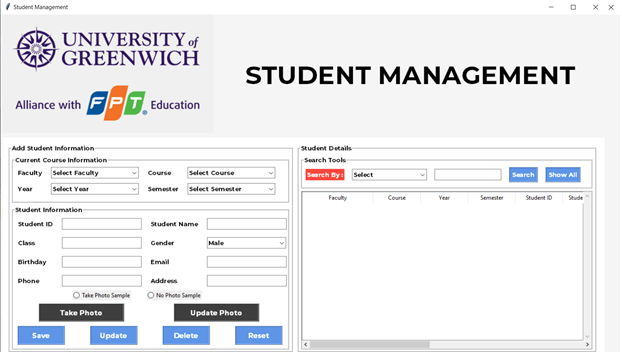 Student Management
UNIVERSITY of
GREENWICH
Alliance with FPT Education
STUDENT MANAGEMENT
Add Student Information
Current Course Information
Faculty Select Faculty Course Select Course
Year Select Year Semester Select Semester
Student Information
Student ID Student Name
Class Gender Male
Birthday Email
Phone Address
Take Photo Sample No Photo Sample
Take Photo Update Photo
Save Update Delete Reset
Student Details
Search Tools
Search By : Select Search Show All
Faculty Course Year Semester Student ID Stude